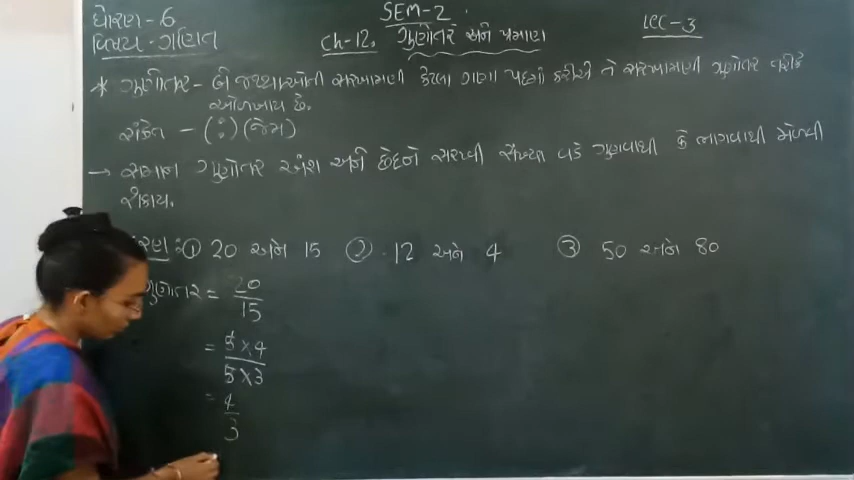 ધોરણ - 6
SEM-2
LEC-3
વિષય - ગણિત
Ch-12. ગુણોત્તર અને પ્રમાણ
* ગુણોત્તર - બે જથ્થાઓની સરખામણી કેટલા ગણા પદમાં કરીએ તે સરખામણી ગુણોત્તર તરીકે
ઓળખાય છે.
સંકેત - (:) (જેમ)
→ સમાન ગુણોત્તર અંશ અને છેદને સરખી સંખ્યા વડે ગુણવાથી કે ભાગવાથી મેળવી
શકાય.
① 20 અને 15 ② 12 અને 4 ③ 50 અને 80
ગુણોત્તર = 20/15
= 5 × 4 / 5 × 3
= 4/3